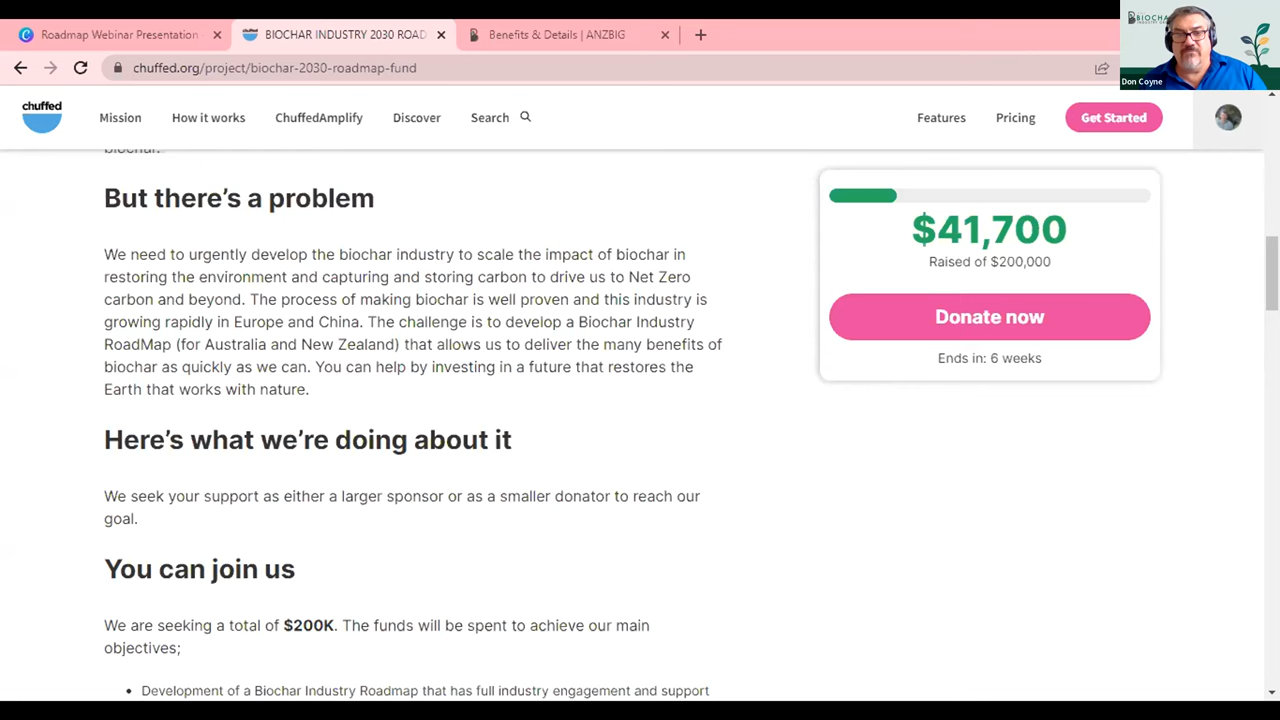 Roadmap Webinar Presentation
BIOCHAR INDUSTRY 2030 ROAD
Benefits & Details | ANZBIG
chuffed.org/project/biochar-2030-roadmap-fund
Don Coyne
chuffed
Mission
How it works
ChuffedAmplify
Discover
Search
Features
Pricing
Get Started
biochar.
But there's a problem
We need to urgently develop the biochar industry to scale the impact of biochar in
restoring the environment and capturing and storing carbon to drive us to Net Zero
carbon and beyond. The process of making biochar is well proven and this industry is
growing rapidly in Europe and China. The challenge is to develop a Biochar Industry
RoadMap (for Australia and New Zealand) that allows us to deliver the many benefits of
biochar as quickly as we can. You can help by investing in a future that restores the
Earth that works with nature.
Here's what we're doing about it
We seek your support as either a larger sponsor or as a smaller donator to reach our
goal.
You can join us
We are seeking a total of $200K. The funds will be spent to achieve our main
objectives;
• Development of a Biochar Industry Roadmap that has full industry engagement and support
$41,700
Raised of $200,000
Donate now
Ends in: 6 weeks